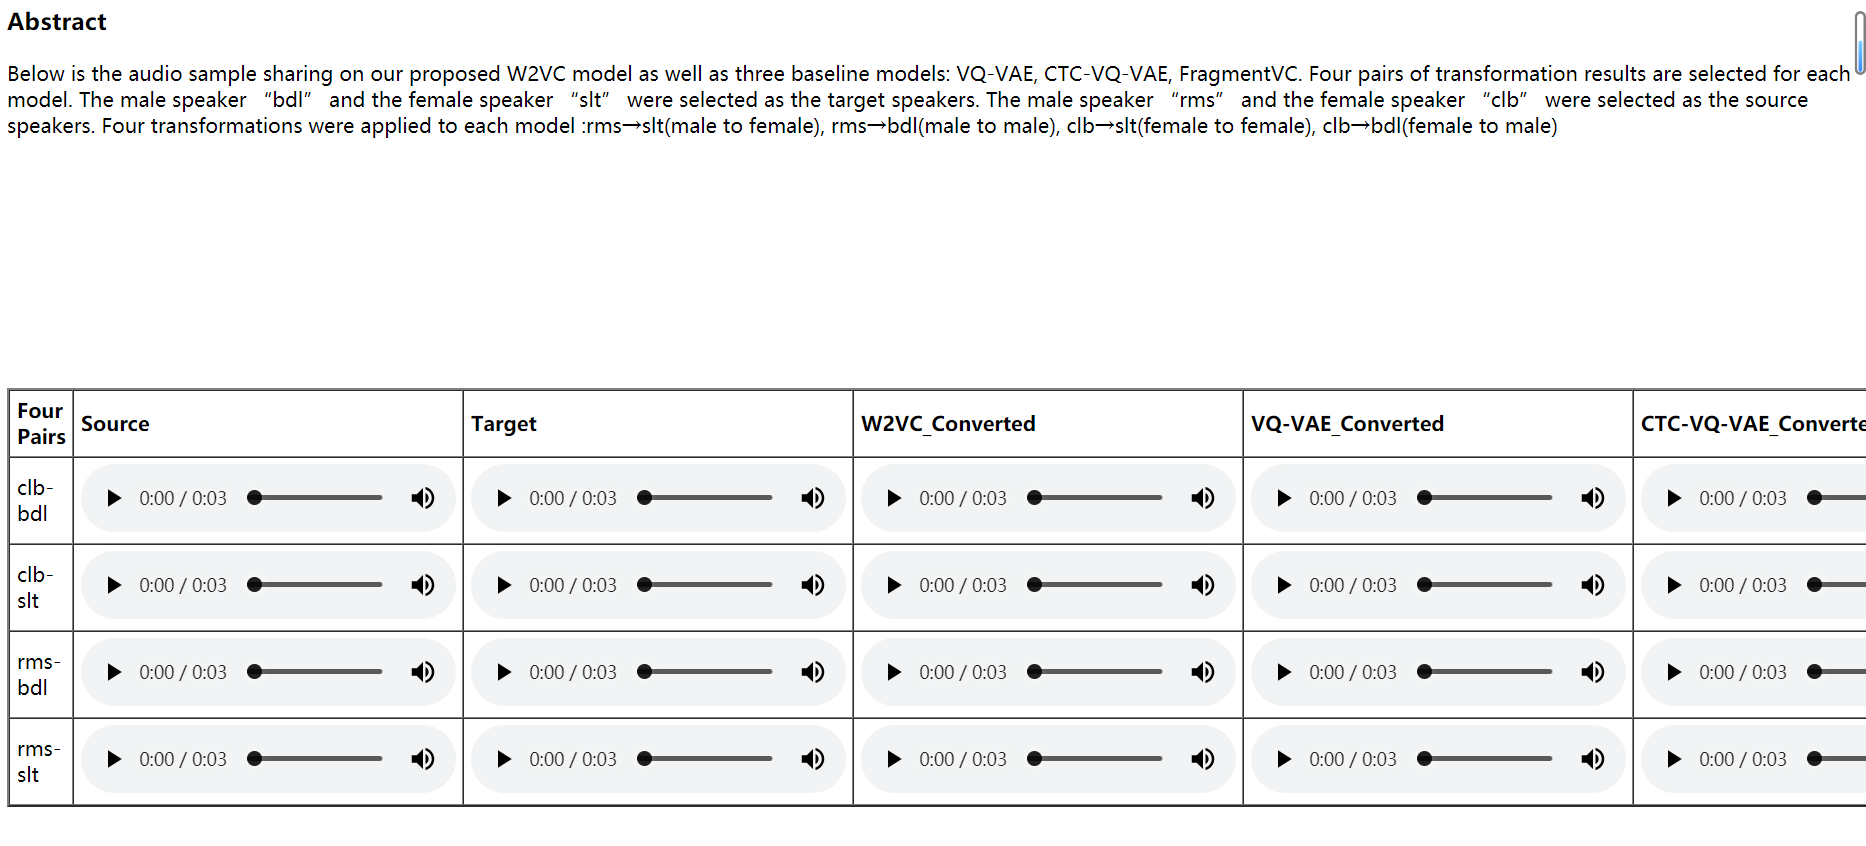 Abstract
Below is the audio sample sharing on our proposed W2VC model as well as three baseline models: VQ-VAE, CTC-VQ-VAE, FragmentVC. Four pairs of transformation results are selected for each
model. The male speaker “bdl” and the female speaker “slt” were selected as the target speakers. The male speaker “rms” and the female speaker “clb” were selected as the source
speakers. Four transformations were applied to each model :rms→slt(male to female), rms→bdl(male to male), clb→slt(female to female), clb→bdl(female to male)
Four
Pairs
Source
Target
W2VC_Converted
VQ-VAE_Converted
CTC-VQ-VAE_Converte
clb-
bdl
0:00 / 0:03
0:00 / 0:03
0:00 / 0:03
0:00 / 0:03
0:00 / 0:03
clb-
slt
0:00 / 0:03
0:00 / 0:03
0:00 / 0:03
0:00 / 0:03
0:00 / 0:03
rms-
bdl
0:00 / 0:03
0:00 / 0:03
0:00 / 0:03
0:00 / 0:03
0:00 / 0:03
rms-
slt
0:00 / 0:03
0:00 / 0:03
0:00 / 0:03
0:00 / 0:03
0:00 / 0:03